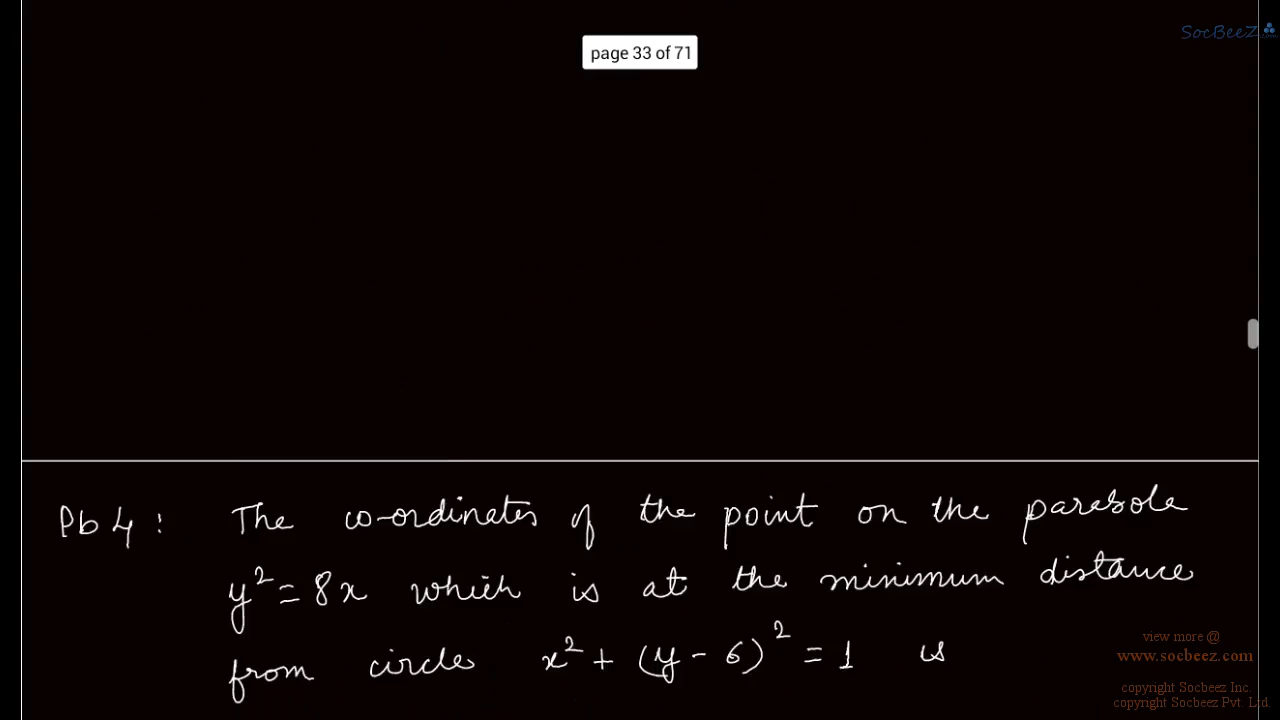 SocBeeZ
page 33 of 71
Pb 4 : The co-ordinates of the point on the parabole
y² = 8x which is at the minimum distance
from circle x² + (y - 6)² = 1 is
view more @
www.socbeez.com
copyright Socbeez Inc.
copyright Socbeez Pvt. Ltd.